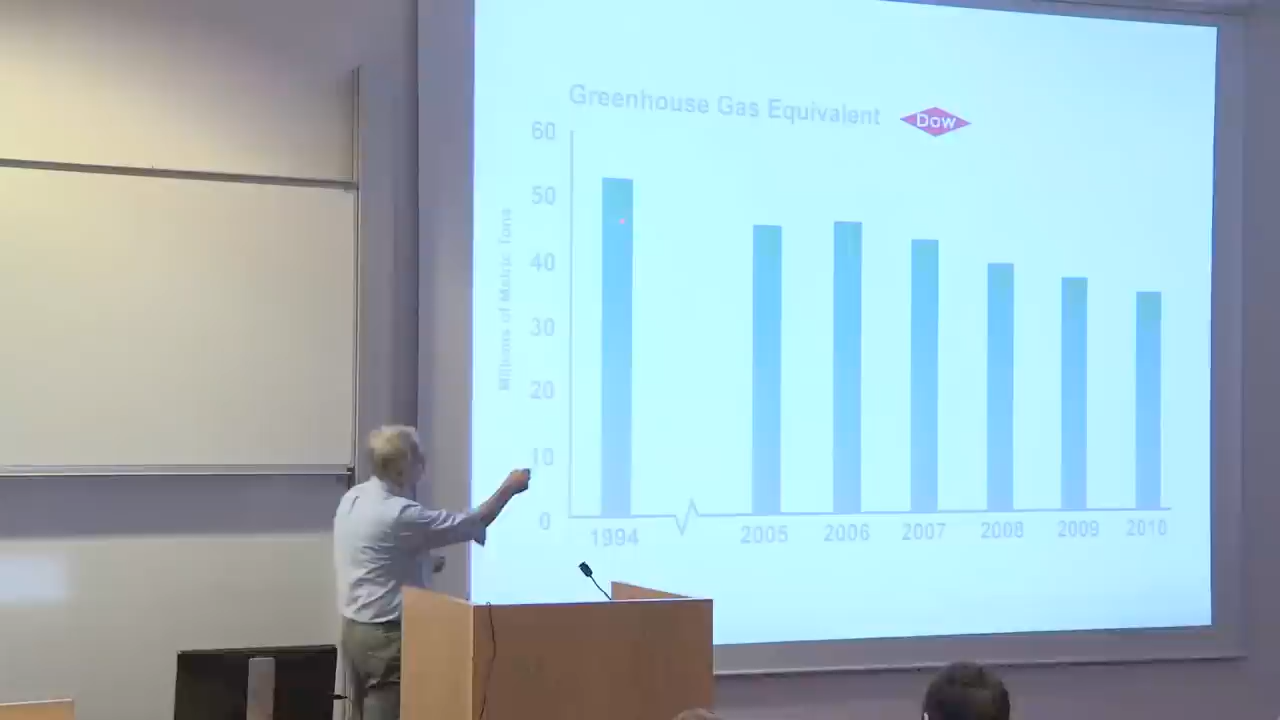 Greenhouse Gas Equivalent
Dow
Millions of Metric Tons
60
50
40
30
20
10
0
1994 2005 2006 2007 2008 2009 2010